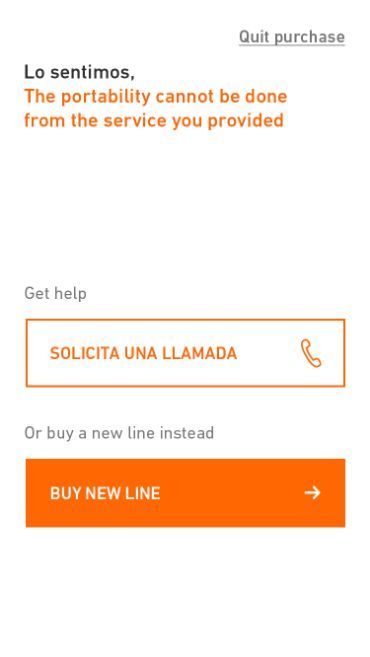 Quit purchase
Lo sentimos,
The portability cannot be done
from the service you provided
Get help
SOLICITA UNA LLAMADA
Or buy a new line instead
BUY NEW LINE